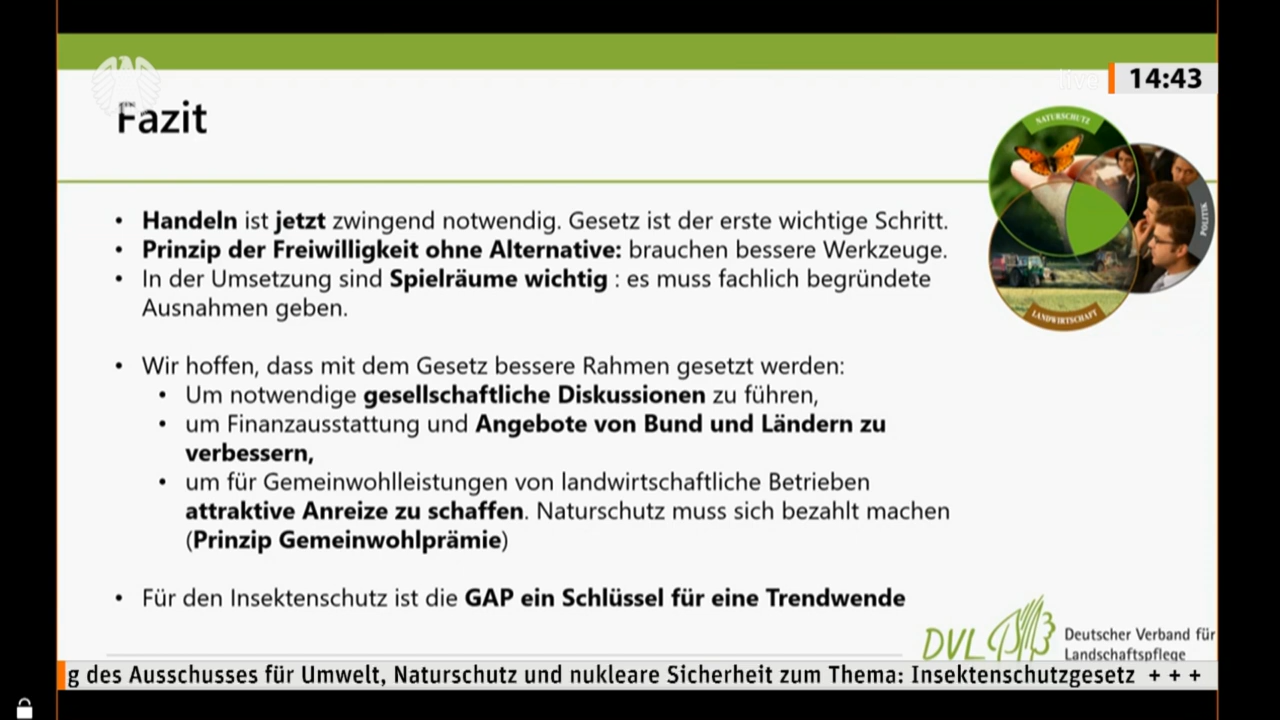 live
14:43
Fazit
NATURSCHUTZ
POLITIK
LANDWIRTSCHAFT
• Handeln ist jetzt zwingend notwendig. Gesetz ist der erste wichtige Schritt.
• Prinzip der Freiwilligkeit ohne Alternative: brauchen bessere Werkzeuge.
• In der Umsetzung sind Spielräume wichtig : es muss fachlich begründete
Ausnahmen geben.
• Wir hoffen, dass mit dem Gesetz bessere Rahmen gesetzt werden:
• Um notwendige gesellschaftliche Diskussionen zu führen,
• um Finanzausstattung und Angebote von Bund und Ländern zu
verbessern,
• um für Gemeinwohlleistungen von landwirtschaftliche Betrieben
attraktive Anreize zu schaffen. Naturschutz muss sich bezahlt machen
(Prinzip Gemeinwohlprämie)
• Für den Insektenschutz ist die GAP ein Schlüssel für eine Trendwende
DVL
Deutscher Verband für
Landschaftspflege
g des Ausschusses für Umwelt, Naturschutz und nukleare Sicherheit zum Thema: Insektenschutzgesetz + + +